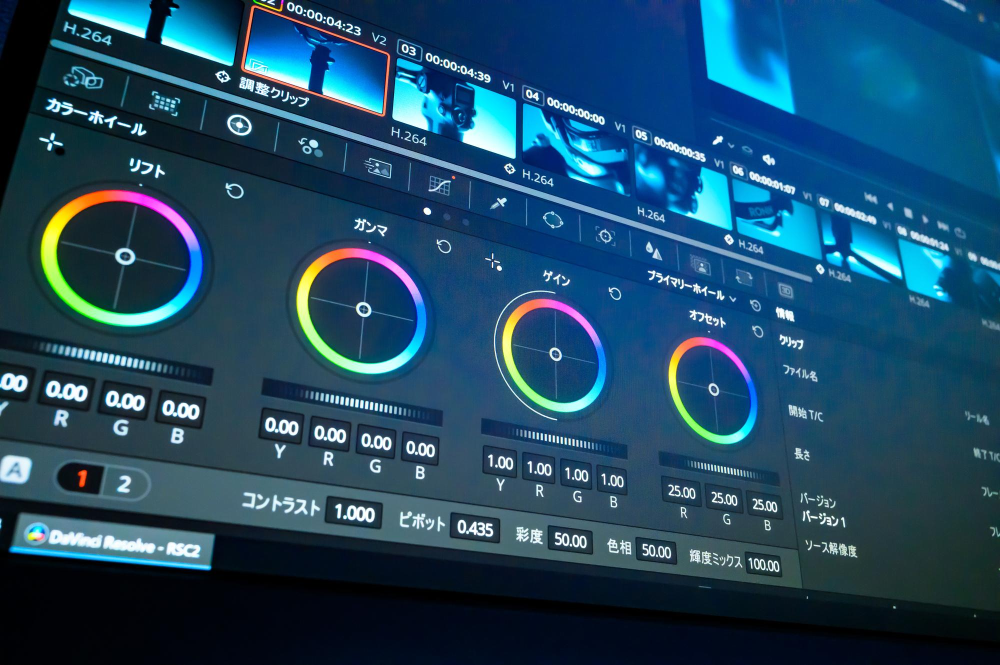 02 00:00:04:23 V2
03 00:00:04:39 V1
04 00:00:00:00 V1
05 00:00:00:35 V1
06 00:00:01:07 V1
07 00:00:02:49 V1
08 00:00:01:24 V1
09
H.264
調整クリップ
H.264
H.264
H.264
RONIN
H.264
H.264
H.264
H.264
カラーホイール
プライマリーホイール
情報
リフト
ガンマ
ゲイン
オフセット
クリップ
ファイル名
開始 T/C
リール名
長さ
終了 T/C
バージョン
バージョン 1
ソース解像度
.00 0.00 0.00 0.00
Y R G B
0.00 0.00 0.00 0.00
Y R G B
1.00 1.00 1.00 1.00
Y R G B
25.00 25.00 25.00
R G B
A 1 2
コントラスト 1.000 ピボット 0.435 彩度 50.00 色相 50.00 輝度ミックス 100.00
DaVinci Resolve - RSC2
3D